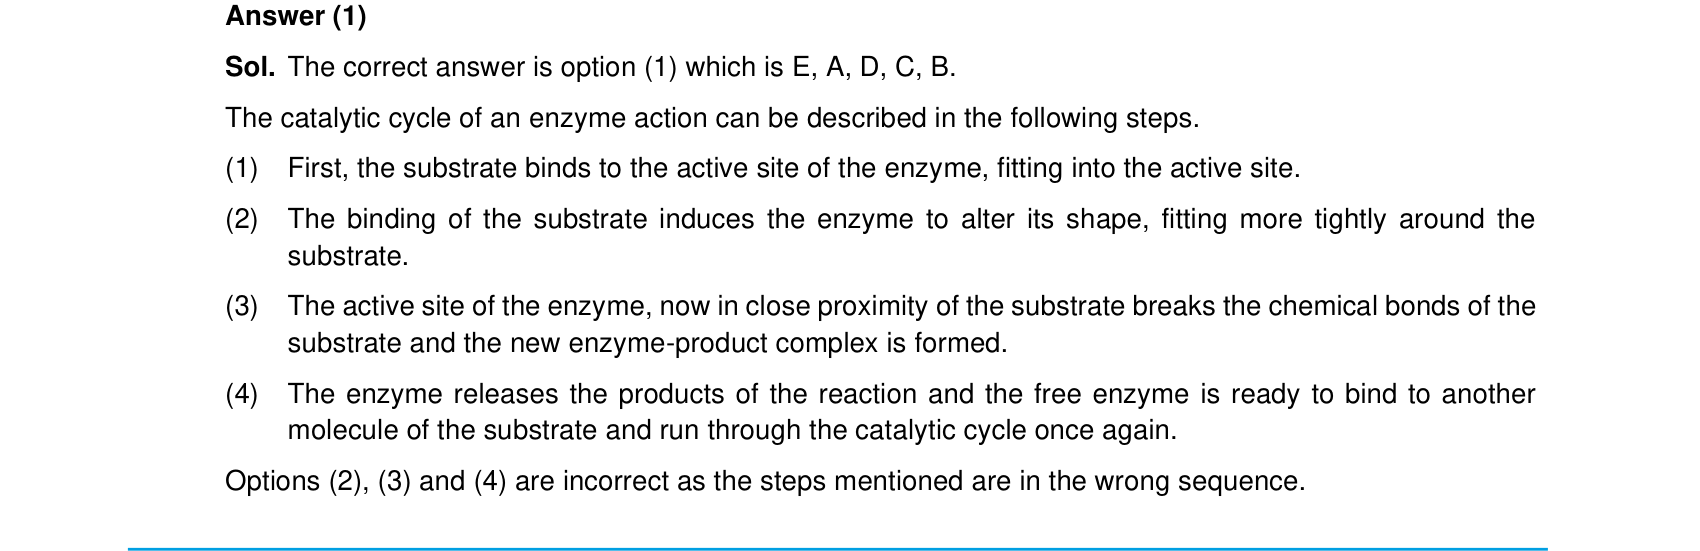 Answer (1)
Sol. The correct answer is option (1) which is E, A, D, C, B.
The catalytic cycle of an enzyme action can be described in the following steps.
(1) First, the substrate binds to the active site of the enzyme, fitting into the active site.
(2) The binding of the substrate induces the enzyme to alter its shape, fitting more tightly around the
substrate.
(3) The active site of the enzyme, now in close proximity of the substrate breaks the chemical bonds of the
substrate and the new enzyme-product complex is formed.
(4) The enzyme releases the products of the reaction and the free enzyme is ready to bind to another
molecule of the substrate and run through the catalytic cycle once again.
Options (2), (3) and (4) are incorrect as the steps mentioned are in the wrong sequence.